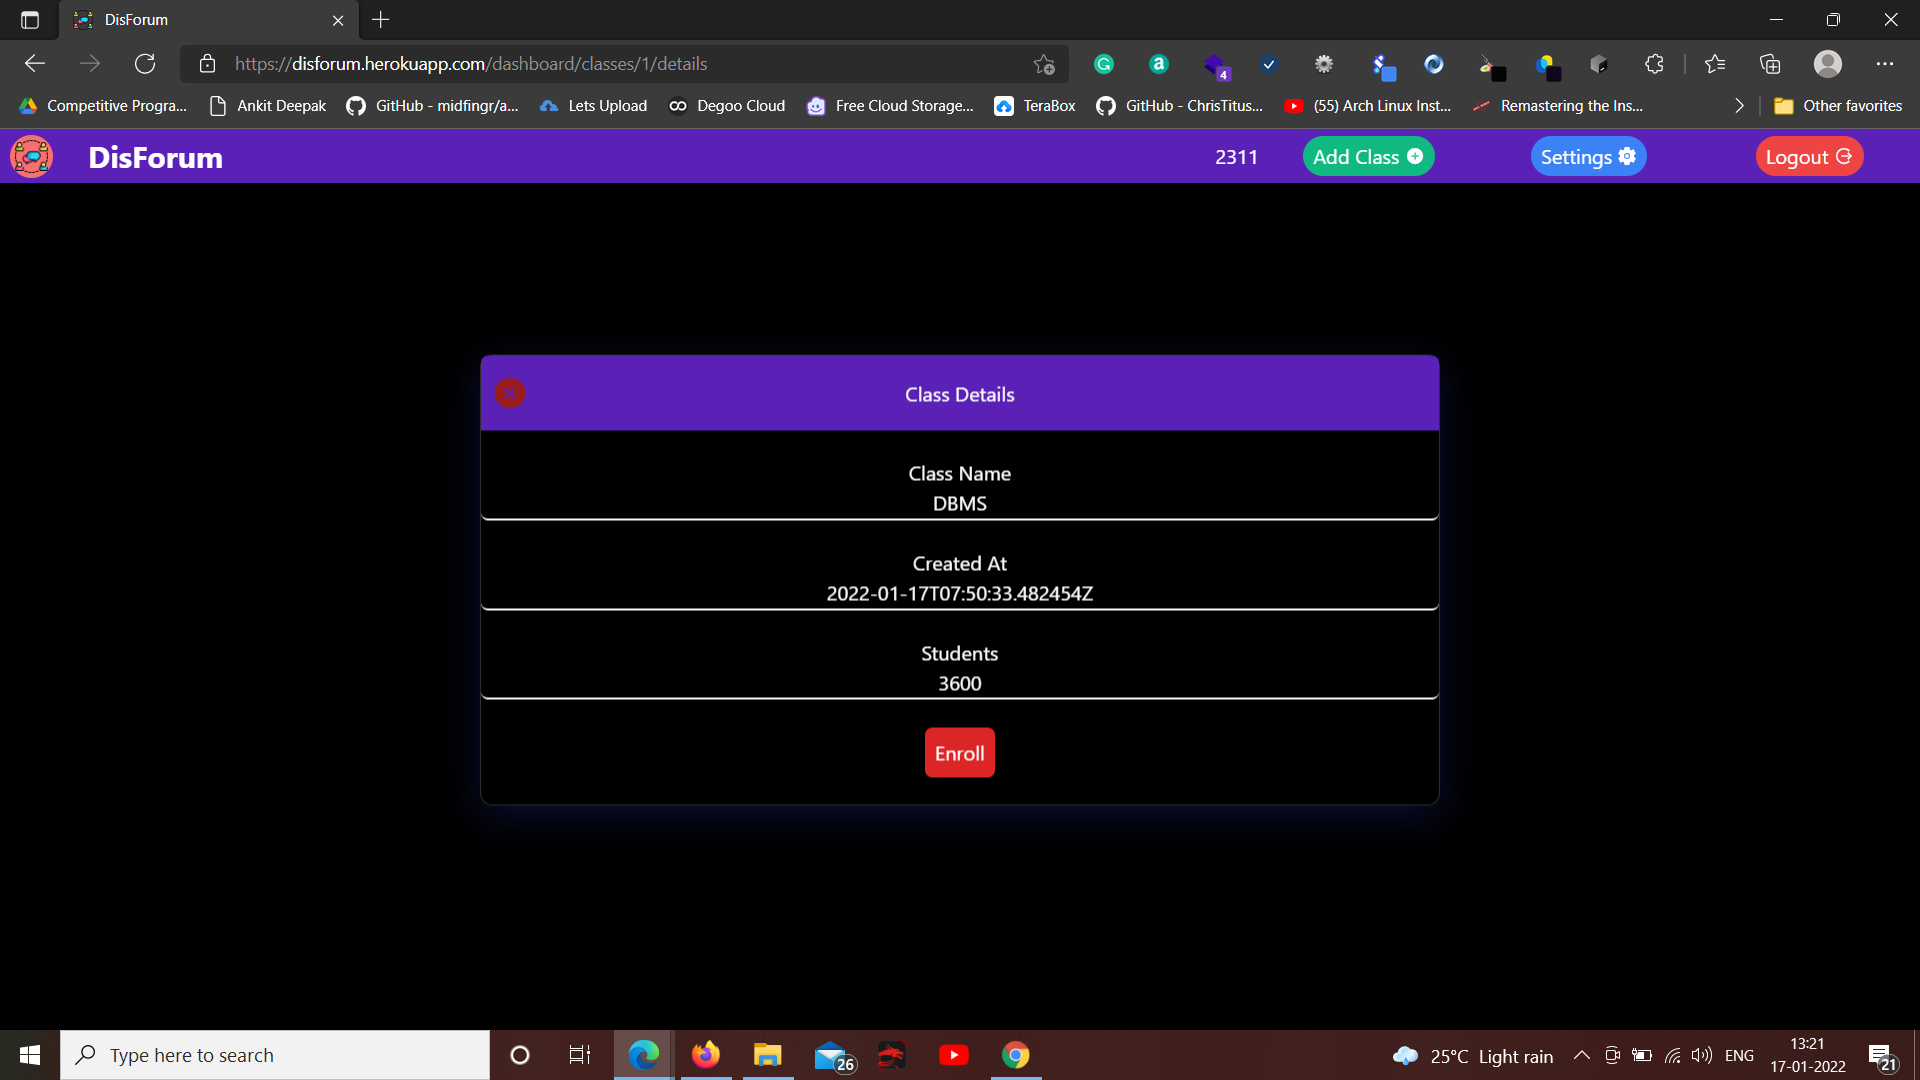 DisForum
https://disforum.herokuapp.com/dashboard/classes/1/details
4
Competitive Progra...
Ankit Deepak
GitHub - midfingr/a...
Lets Upload
Degoo Cloud
Free Cloud Storage...
TeraBox
GitHub - ChrisTitus...
(55) Arch Linux Inst...
Remastering the Ins...
Other favorites
DisForum
2311
Add Class
Settings
Logout
Class Details
Class Name
DBMS
Created At
2022-01-17T07:50:33.482454Z
Students
3600
Enroll
Type here to search
26
25°C Light rain
ENG
13:21
17-01-2022
21